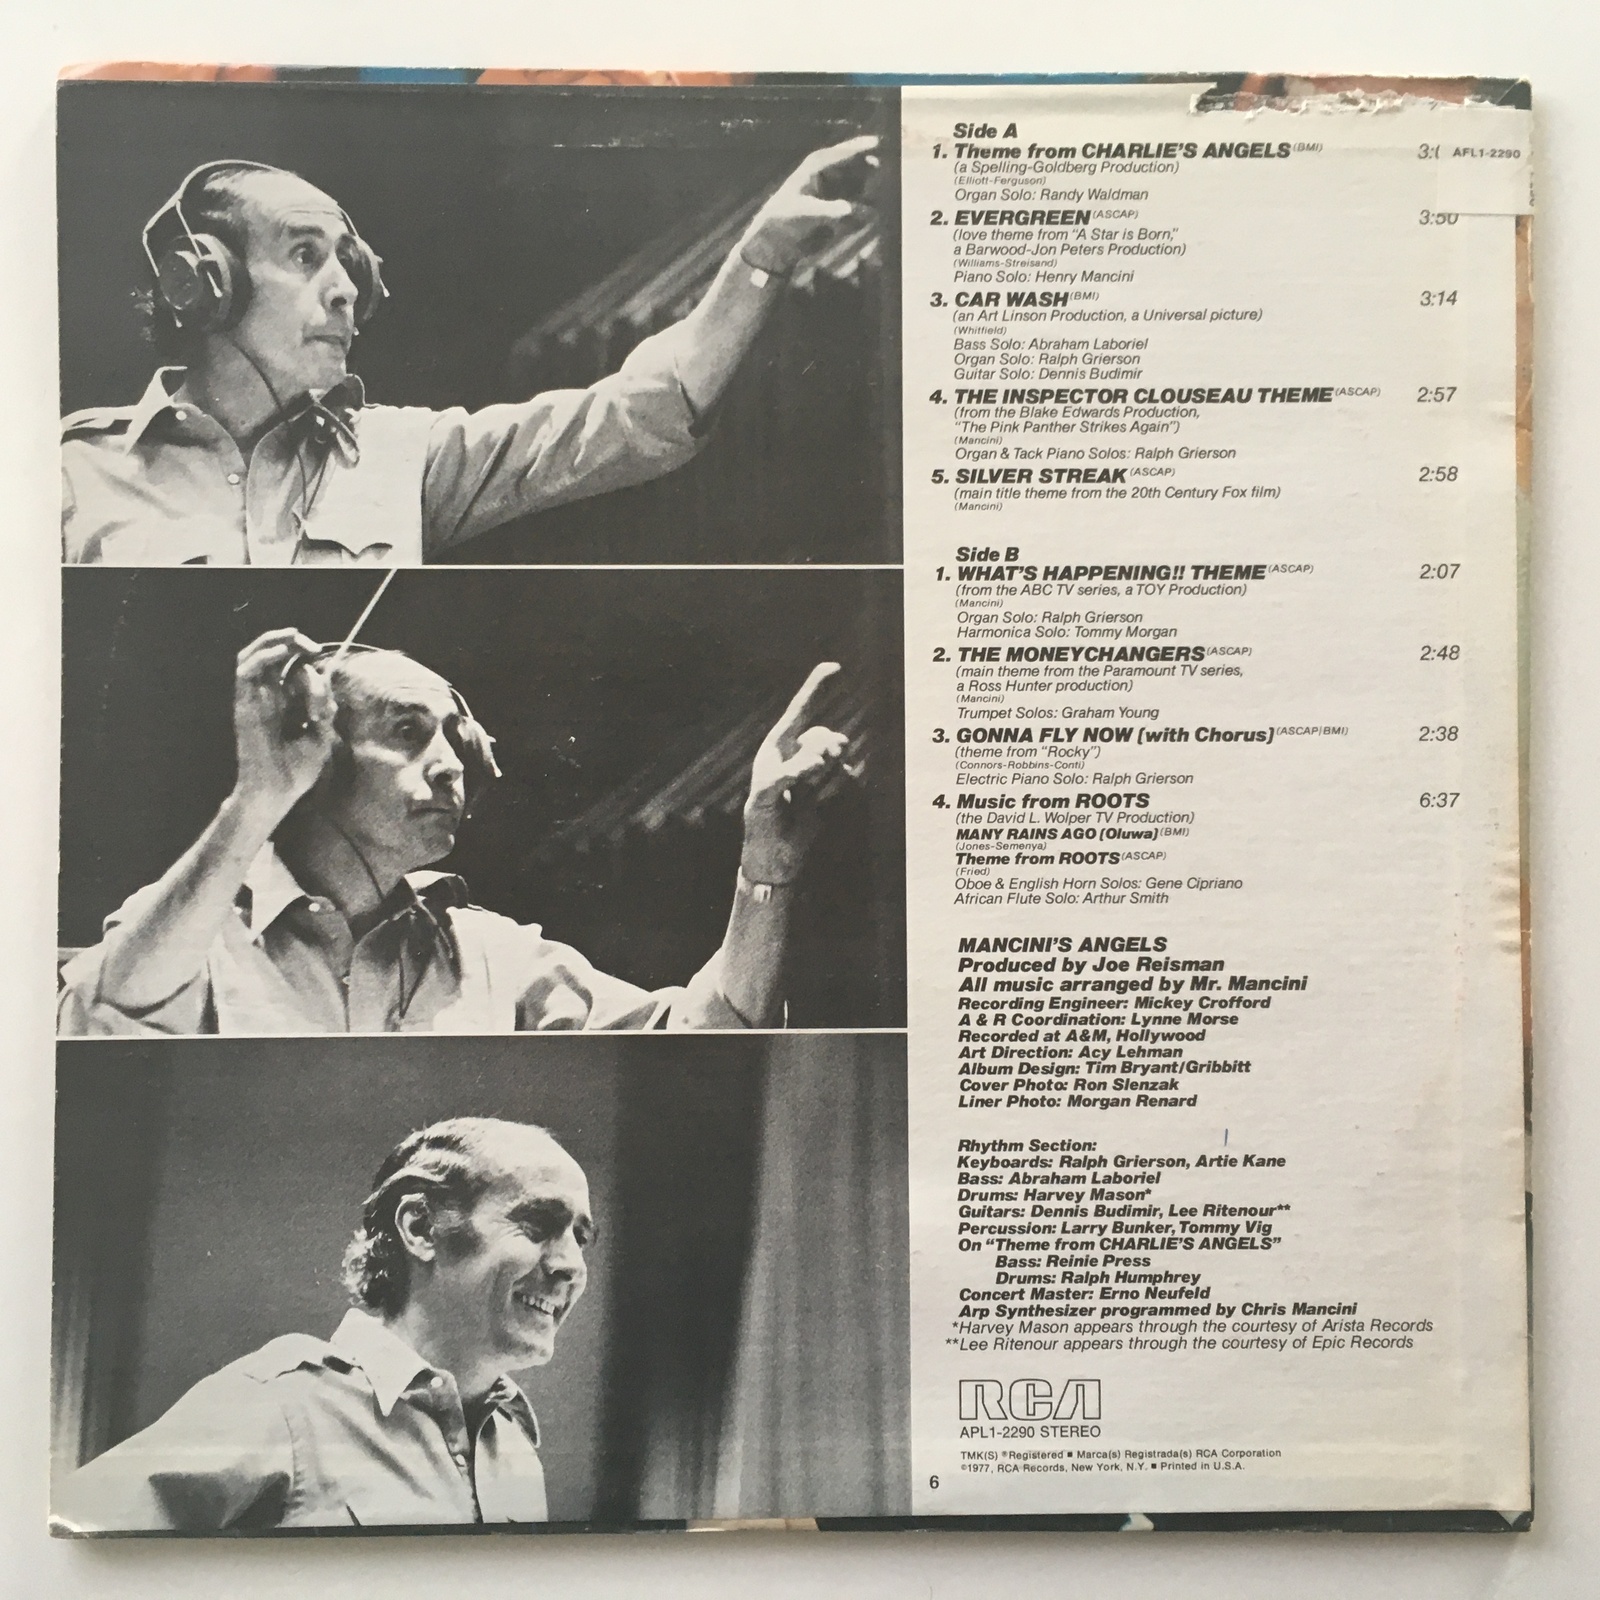 Side A
1. Theme from CHARLIE'S ANGELS (BMI) 3:( AFL1-2290
(a Spelling-Goldberg Production)
(Elliott-Ferguson)
Organ Solo: Randy Waldman
2. EVERGREEN (ASCAP) 3:50
(love theme from "A Star is Born,"
a Barwood-Jon Peters Production)
(Williams-Streisand)
Piano Solo: Henry Mancini
3. CAR WASH (BMI) 3:14
(an Art Linson Production, a Universal picture)
(Whitfield)
Bass Solo: Abraham Laboriel
Organ Solo: Ralph Grierson
Guitar Solo: Dennis Budimir
4. THE INSPECTOR CLOUSEAU THEME (ASCAP) 2:57
(from the Blake Edwards Production,
"The Pink Panther Strikes Again")
(Mancini)
Organ & Tack Piano Solos: Ralph Grierson
5. SILVER STREAK (ASCAP) 2:58
(main title theme from the 20th Century Fox film)
(Mancini)
Side B
1. WHAT'S HAPPENING!! THEME (ASCAP) 2:07
(from the ABC TV series, a TOY Production)
(Mancini)
Organ Solo: Ralph Grierson
Harmonica Solo: Tommy Morgan
2. THE MONEYCHANGERS (ASCAP) 2:48
(main theme from the Paramount TV series,
a Ross Hunter production)
(Mancini)
Trumpet Solos: Graham Young
3. GONNA FLY NOW [with Chorus] (ASCAP/BMI) 2:38
(theme from "Rocky")
(Connors-Robbins-Conti)
Electric Piano Solo: Ralph Grierson
4. Music from ROOTS 6:37
(the David L. Wolper TV Production)
MANY RAINS AGO [Oluwa] (BMI)
(Jones-Semenya)
Theme from ROOTS (ASCAP)
(Fried)
Oboe & English Horn Solos: Gene Cipriano
African Flute Solo: Arthur Smith
MANCINI'S ANGELS
Produced by Joe Reisman
All music arranged by Mr. Mancini
Recording Engineer: Mickey Crofford
A & R Coordination: Lynne Morse
Recorded at A&M, Hollywood
Art Direction: Acy Lehman
Album Design: Tim Bryant/Gribbitt
Cover Photo: Ron Slenzak
Liner Photo: Morgan Renard
Rhythm Section:
Keyboards: Ralph Grierson, Artie Kane
Bass: Abraham Laboriel
Drums: Harvey Mason*
Guitars: Dennis Budimir, Lee Ritenour**
Percussion: Larry Bunker, Tommy Vig
On "Theme from CHARLIE'S ANGELS"
Bass: Reinie Press
Drums: Ralph Humphrey
Concert Master: Erno Neufeld
Arp Synthesizer programmed by Chris Mancini
*Harvey Mason appears through the courtesy of Arista Records
**Lee Ritenour appears through the courtesy of Epic Records
RCA
APL1-2290 STEREO
TMK(S) ®Registered ■ Marca(s) Registrada(s) RCA Corporation
©1977, RCA Records, New York, N.Y. ■ Printed in U.S.A.
6